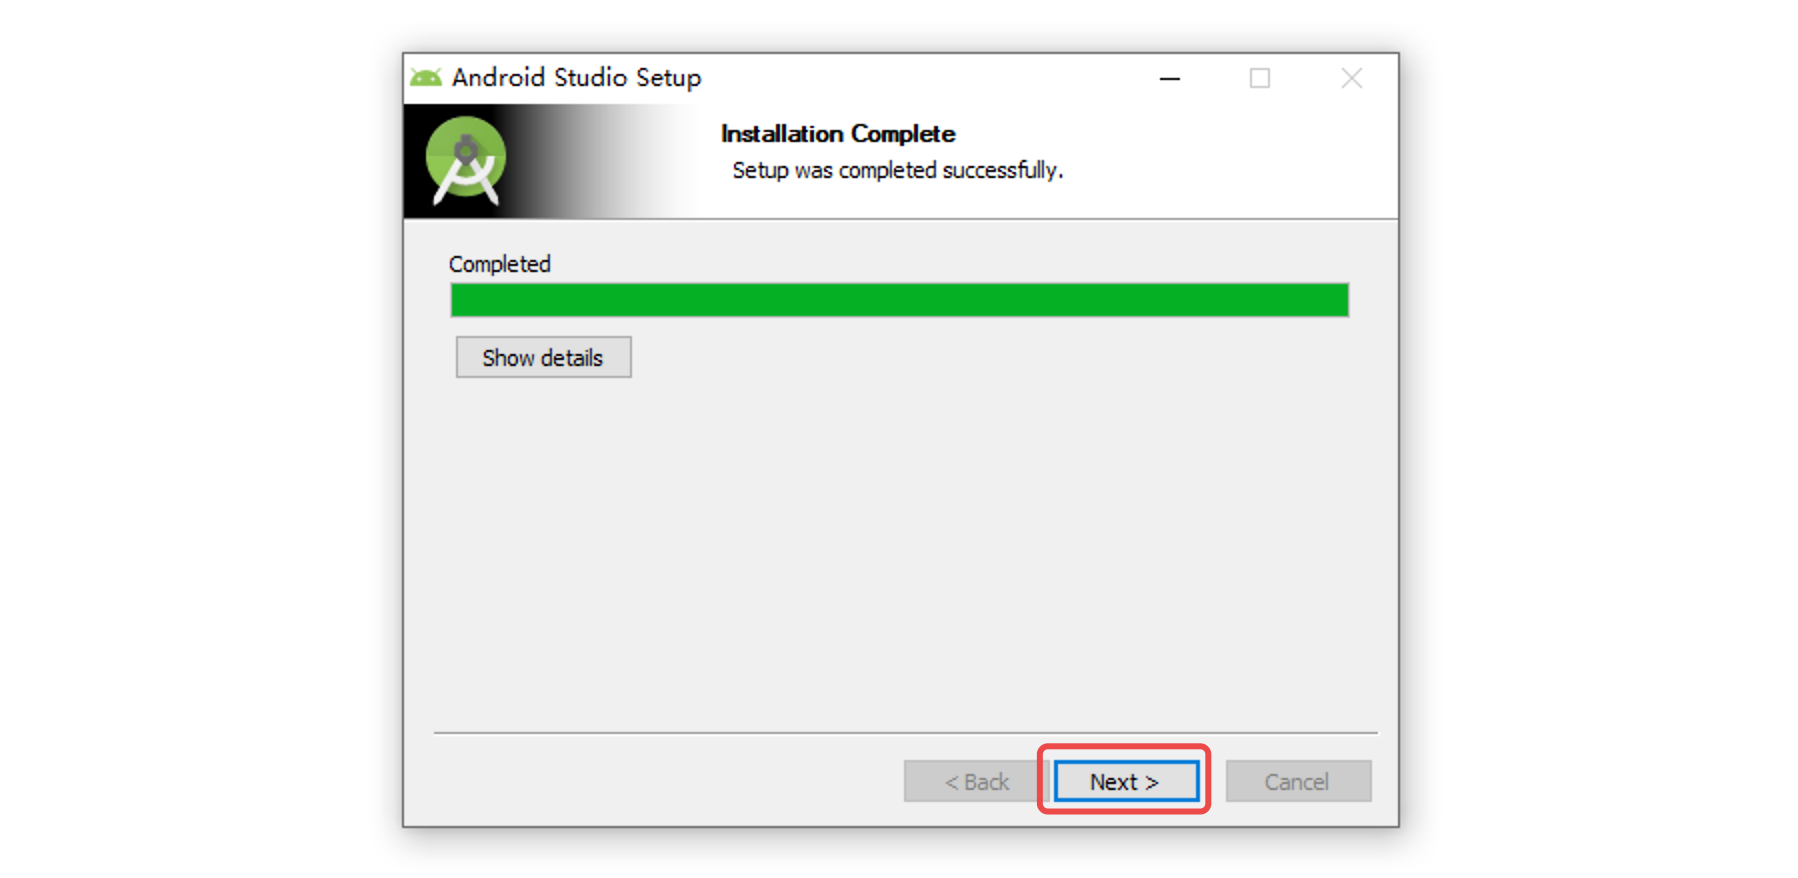 Android Studio Setup
Installation Complete
Setup was completed successfully.
Completed
Show details
< Back
Next >
Cancel